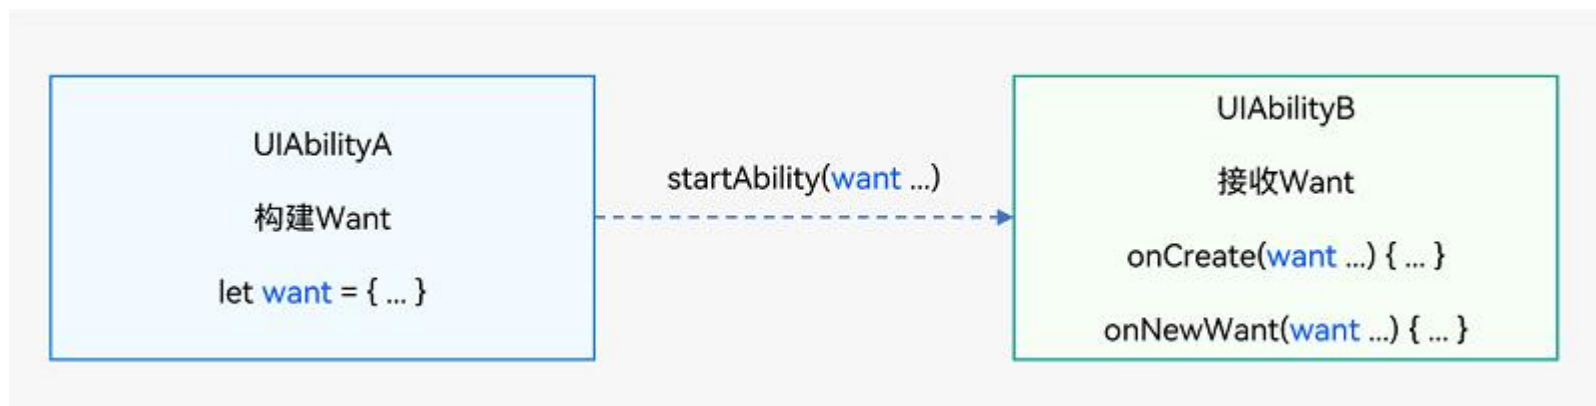 UIAbilityA
构建Want
let want = { ... }
startAbility(want ...)
UIAbilityB
接收Want
onCreate(want ...) { ... }
onNewWant(want ...) { ... }